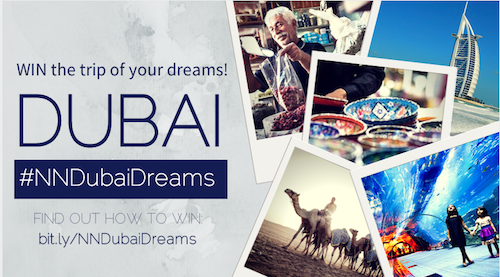 WIN the trip of your dreams!
DUBAI
#NNDubaiDreams
FIND OUT HOW TO WIN:
bit.ly/NNDubaiDreams